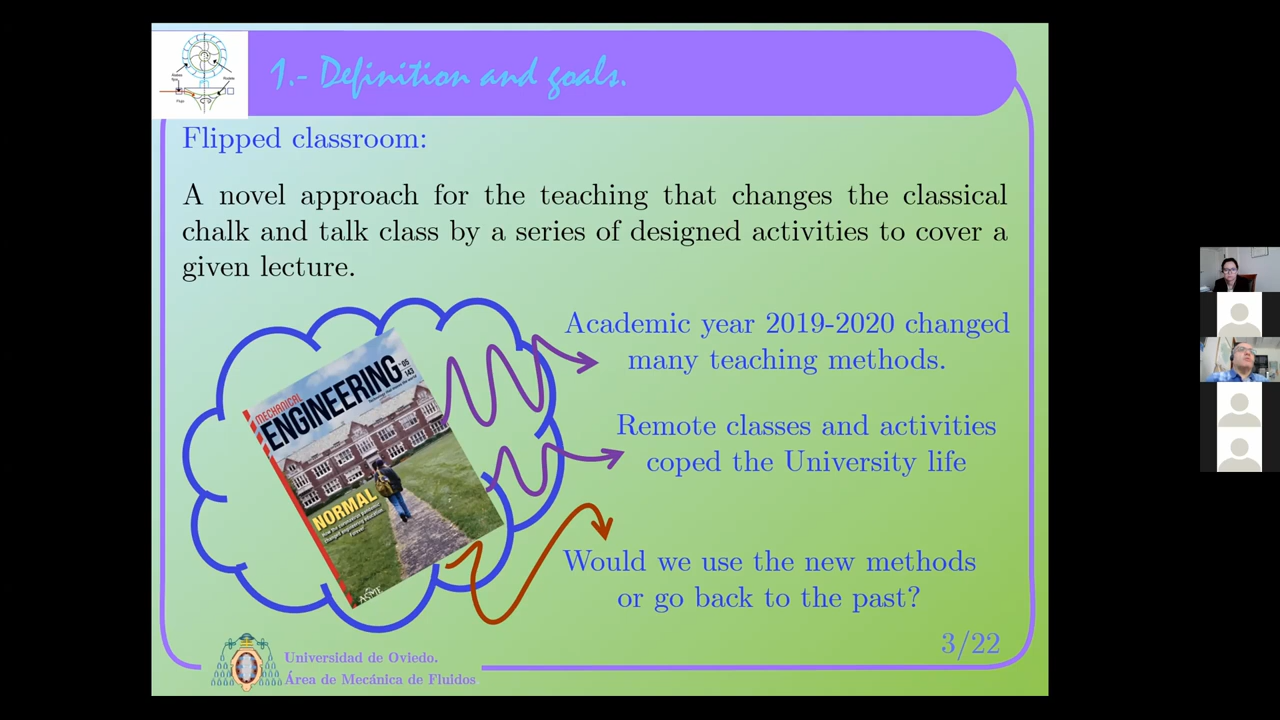 1.- Definition and goals.
Flipped classroom:
A novel approach for the teaching that changes the classical
chalk and talk class by a series of designed activities to cover a
given lecture.
Academic year 2019-2020 changed
many teaching methods.
MECHANICAL
ENGINEERING
NORMAL
ASME
Remote classes and activities
coped the University life
Would we use the new methods
or go back to the past?
3/22
Universidad de Oviedo.
Área de Mecánica de Fluidos